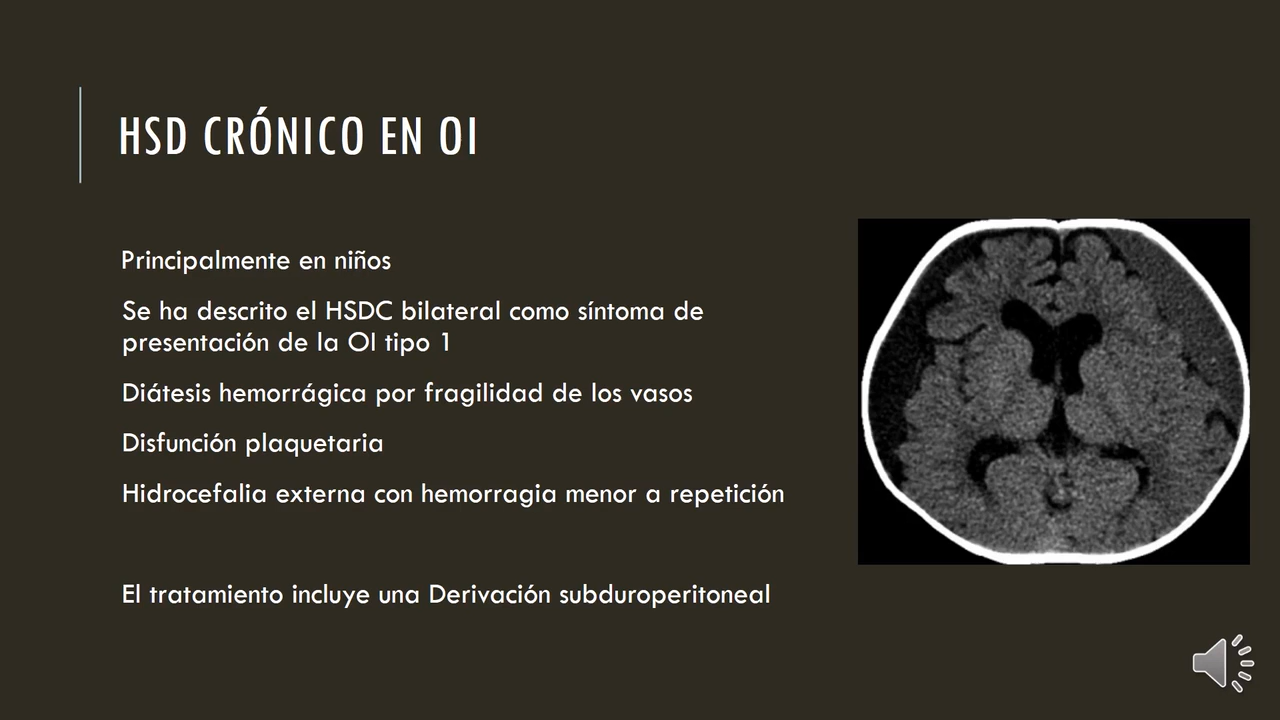 HSD CRÓNICO EN OI
Principalmente en niños
Se ha descrito el HSDC bilateral como síntoma de
presentación de la OI tipo 1
Diátesis hemorrágica por fragilidad de los vasos
Disfunción plaquetaria
Hidrocefalia externa con hemorragia menor a repetición
El tratamiento incluye una Derivación subduroperitoneal